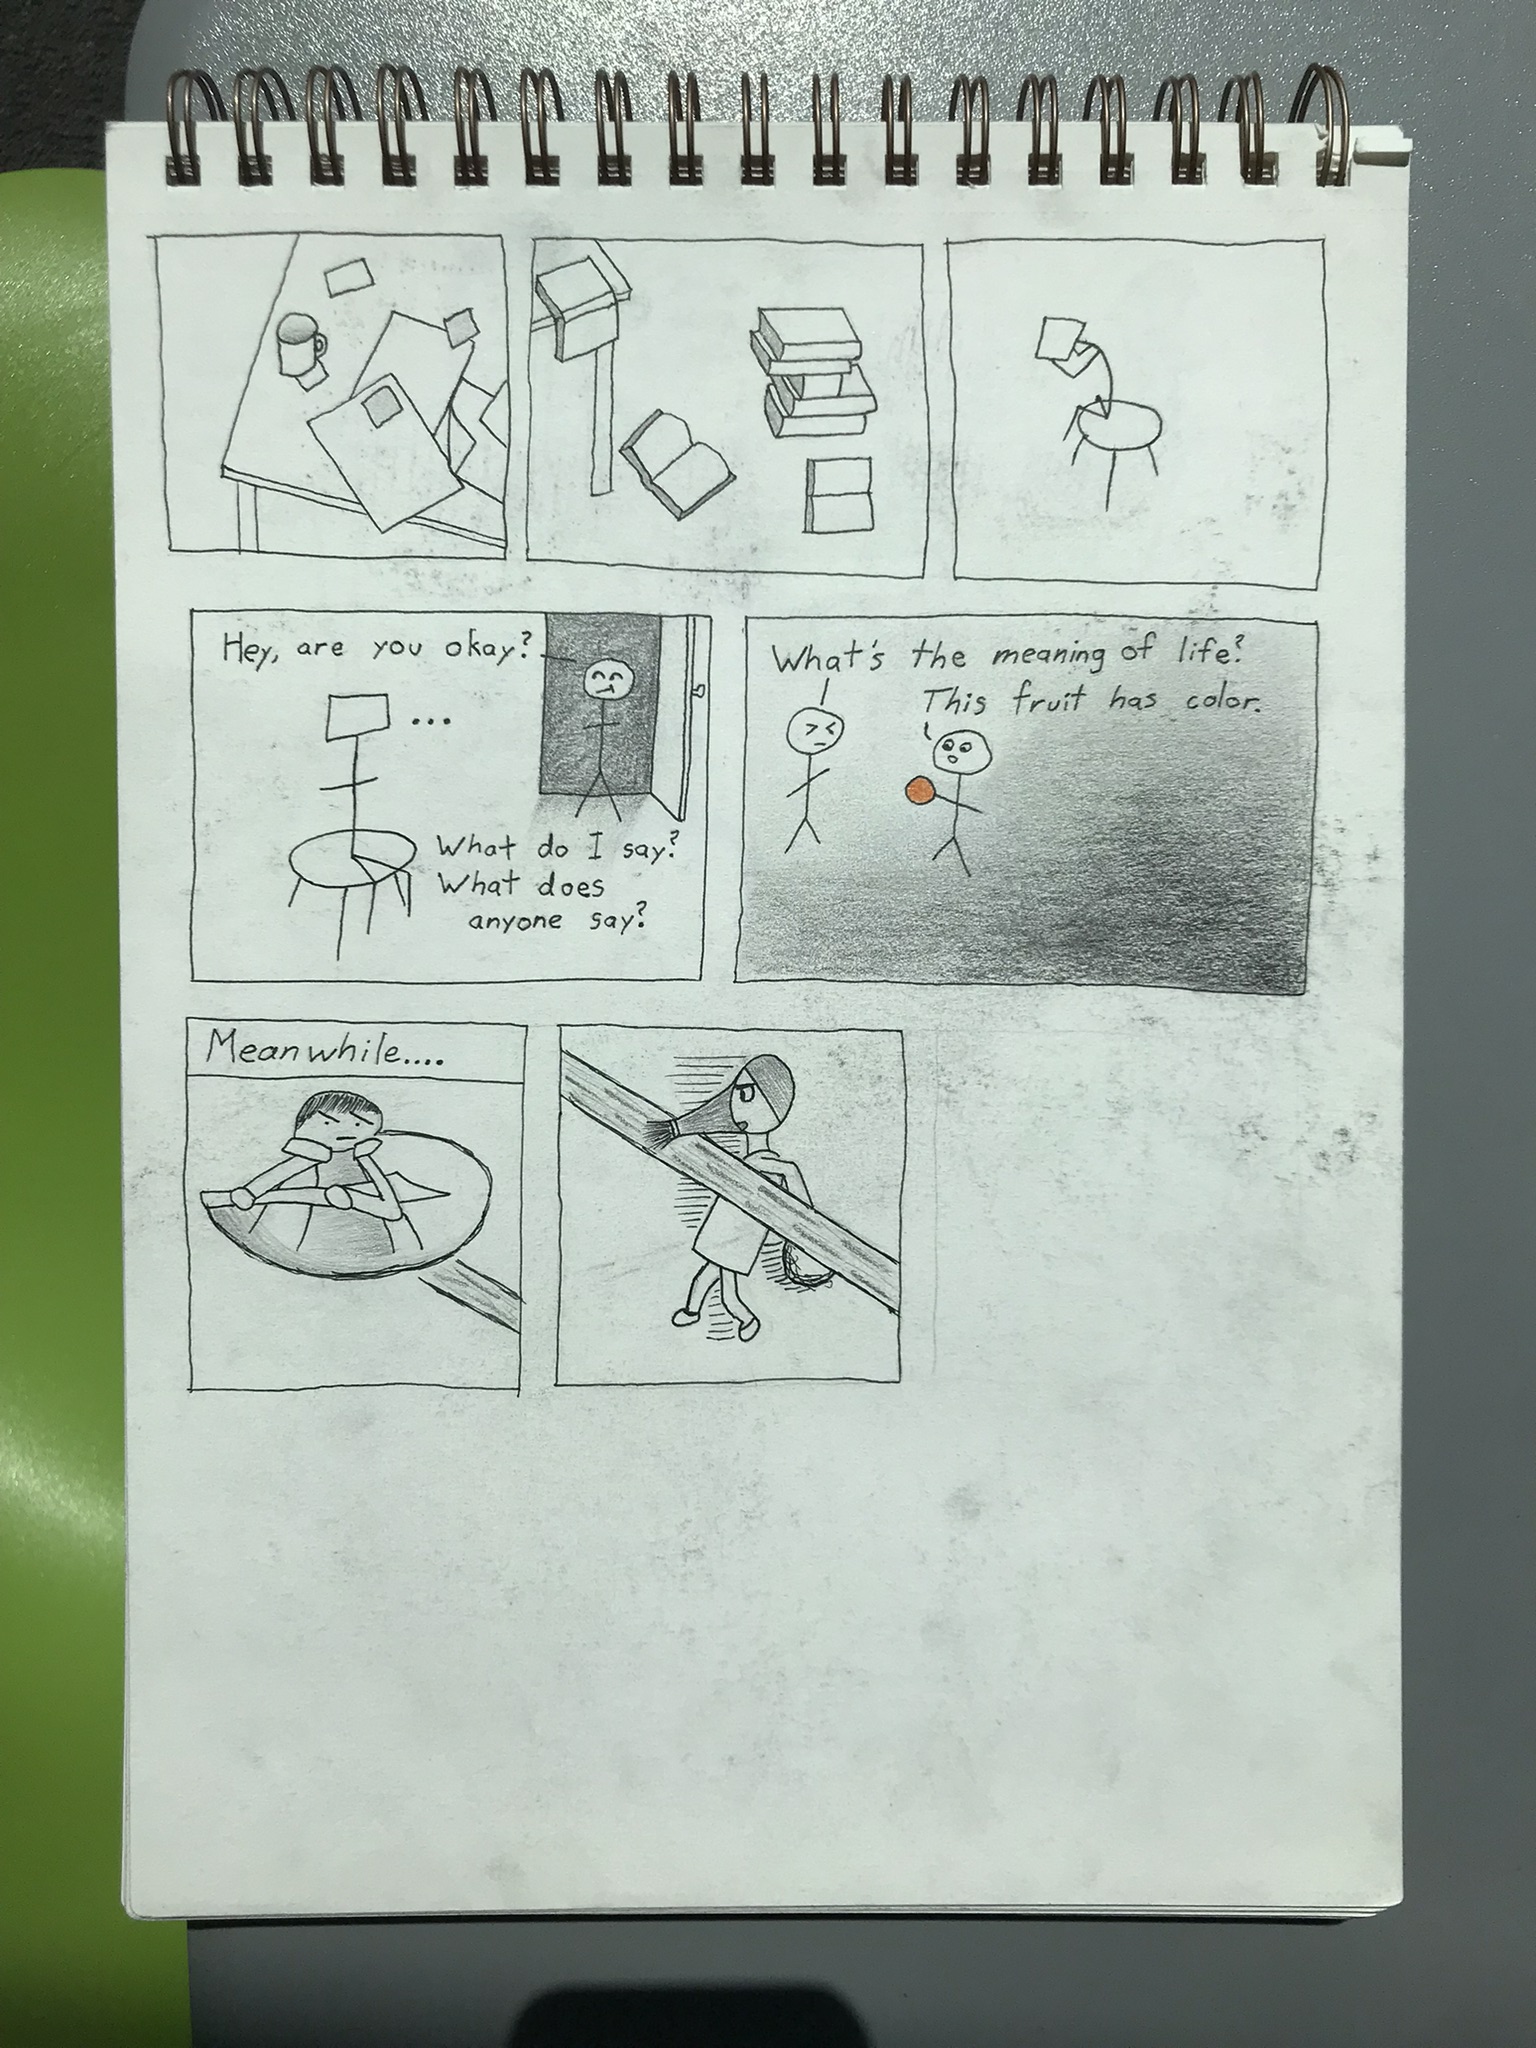 Hey, are you okay?
...
What do I say?
What does
anyone say?
What's the meaning of life?
This fruit has color.
Meanwhile....